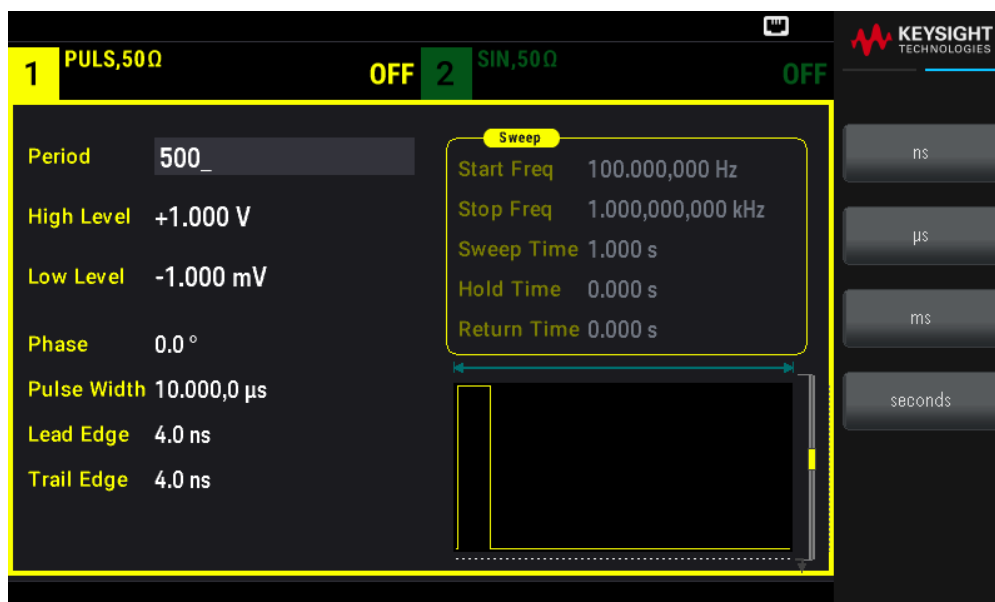 KEYSIGHT
TECHNOLOGIES
1 PULS,50Ω OFF
2 SIN,50Ω OFF
Period 500_
High Level +1.000 V
Low Level -1.000 mV
Phase 0.0 °
Pulse Width 10.000,0 µs
Lead Edge 4.0 ns
Trail Edge 4.0 ns
Sweep
Start Freq 100.000,000 Hz
Stop Freq 1.000,000,000 kHz
Sweep Time 1.000 s
Hold Time 0.000 s
Return Time 0.000 s
ns
µs
ms
seconds